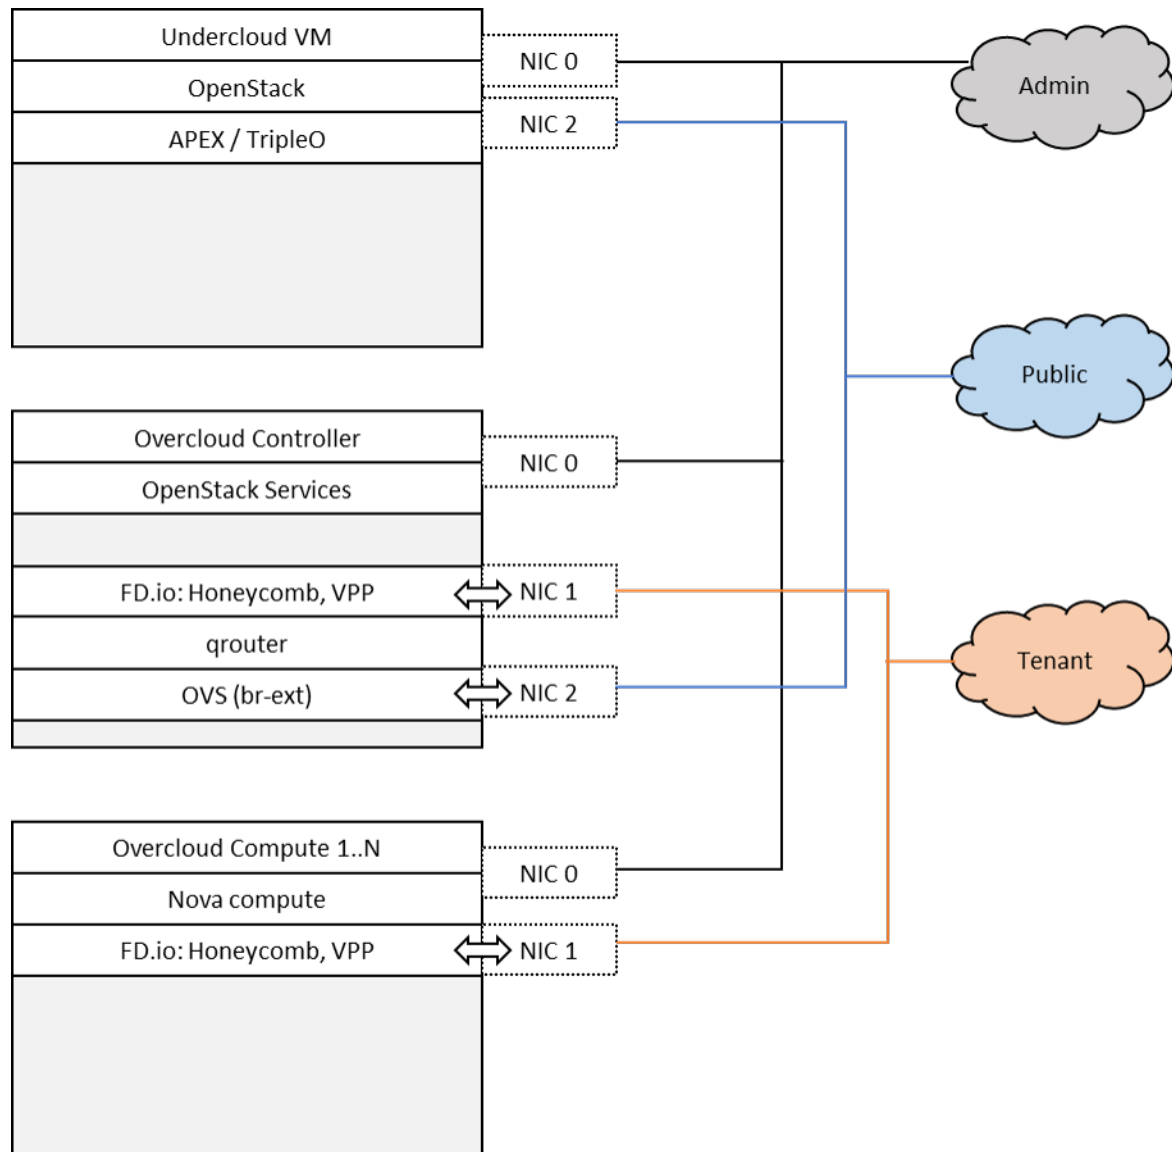 Undercloud VM
OpenStack
APEX / TripleO
NIC 0
NIC 2
Admin
Public
Overcloud Controller
OpenStack Services
FD.io: Honeycomb, VPP
qrouter
OVS (br-ext)
NIC 0
NIC 1
NIC 2
Tenant
Overcloud Compute 1..N
Nova compute
FD.io: Honeycomb, VPP
NIC 0
NIC 1